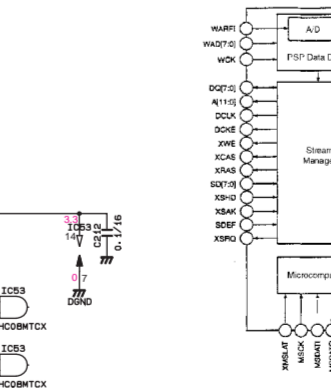 WARFI
WAD[7:0]
WCK
A/D
PSP Data D
DQ[7:0]
A[11:0]
DCLK
DCKE
XWE
XCAS
XRAS
SD[7:0]
XSHD
XSAK
SDEF
XSRQ
Stream
Manage
Microcompu
XMSLAT
MSCK
MSDATI
3.3
IC53
14
C212
0.1/16
0
7
DGND
IC53
HC08MTCX
IC53
HC08MTCX